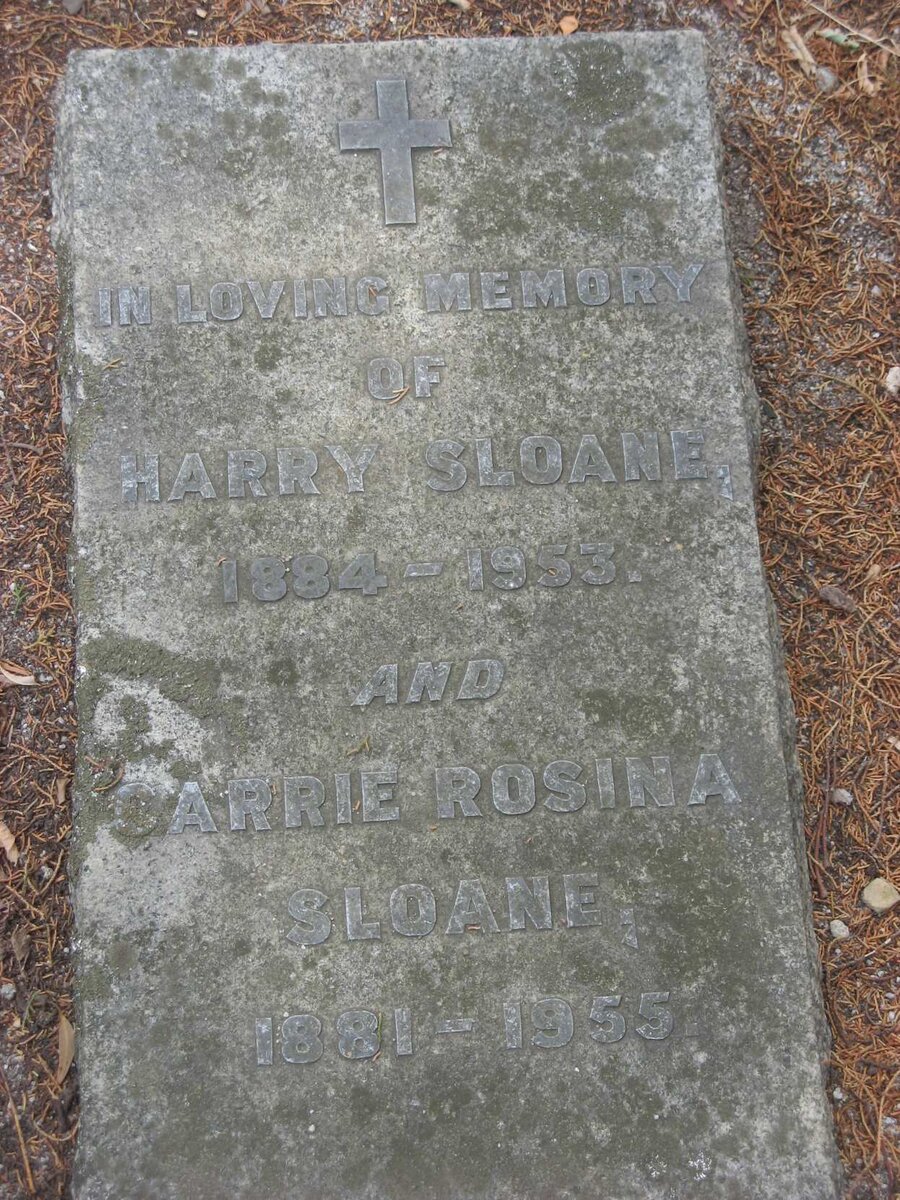 IN LOVING MEMORY
OF
HARRY SLOANE,
1884 – 1953.
AND
CARRIE ROSINA
SLOANE,
1881 – 1955.